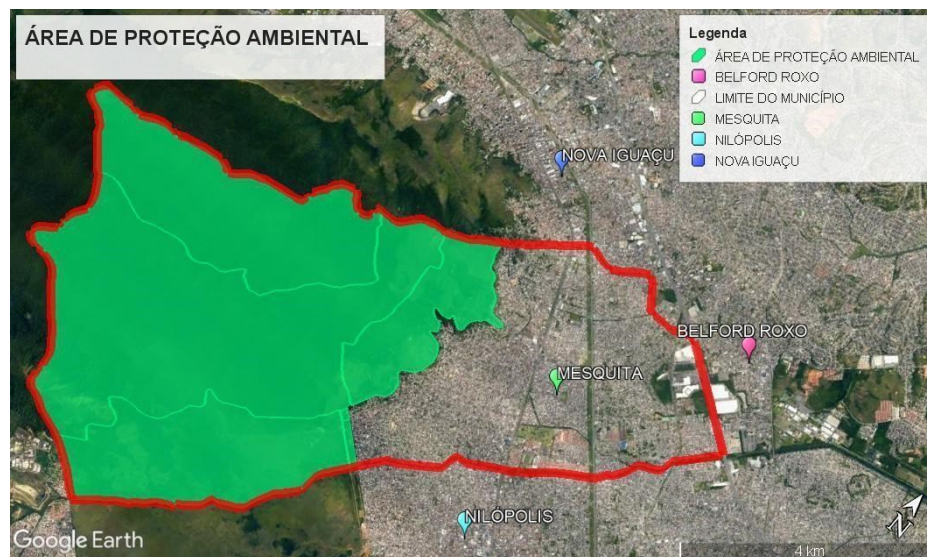 ÁREA DE PROTEÇÃO AMBIENTAL
Legenda
ÁREA DE PROTEÇÃO AMBIENTAL
BELFORD ROXO
LIMITE DO MUNICÍPIO
MESQUITA
NILÓPOLIS
NOVA IGUAÇU
NOVA IGUAÇU
BELFORD ROXO
MESQUITA
NILÓPOLIS
N
Google Earth
4 km